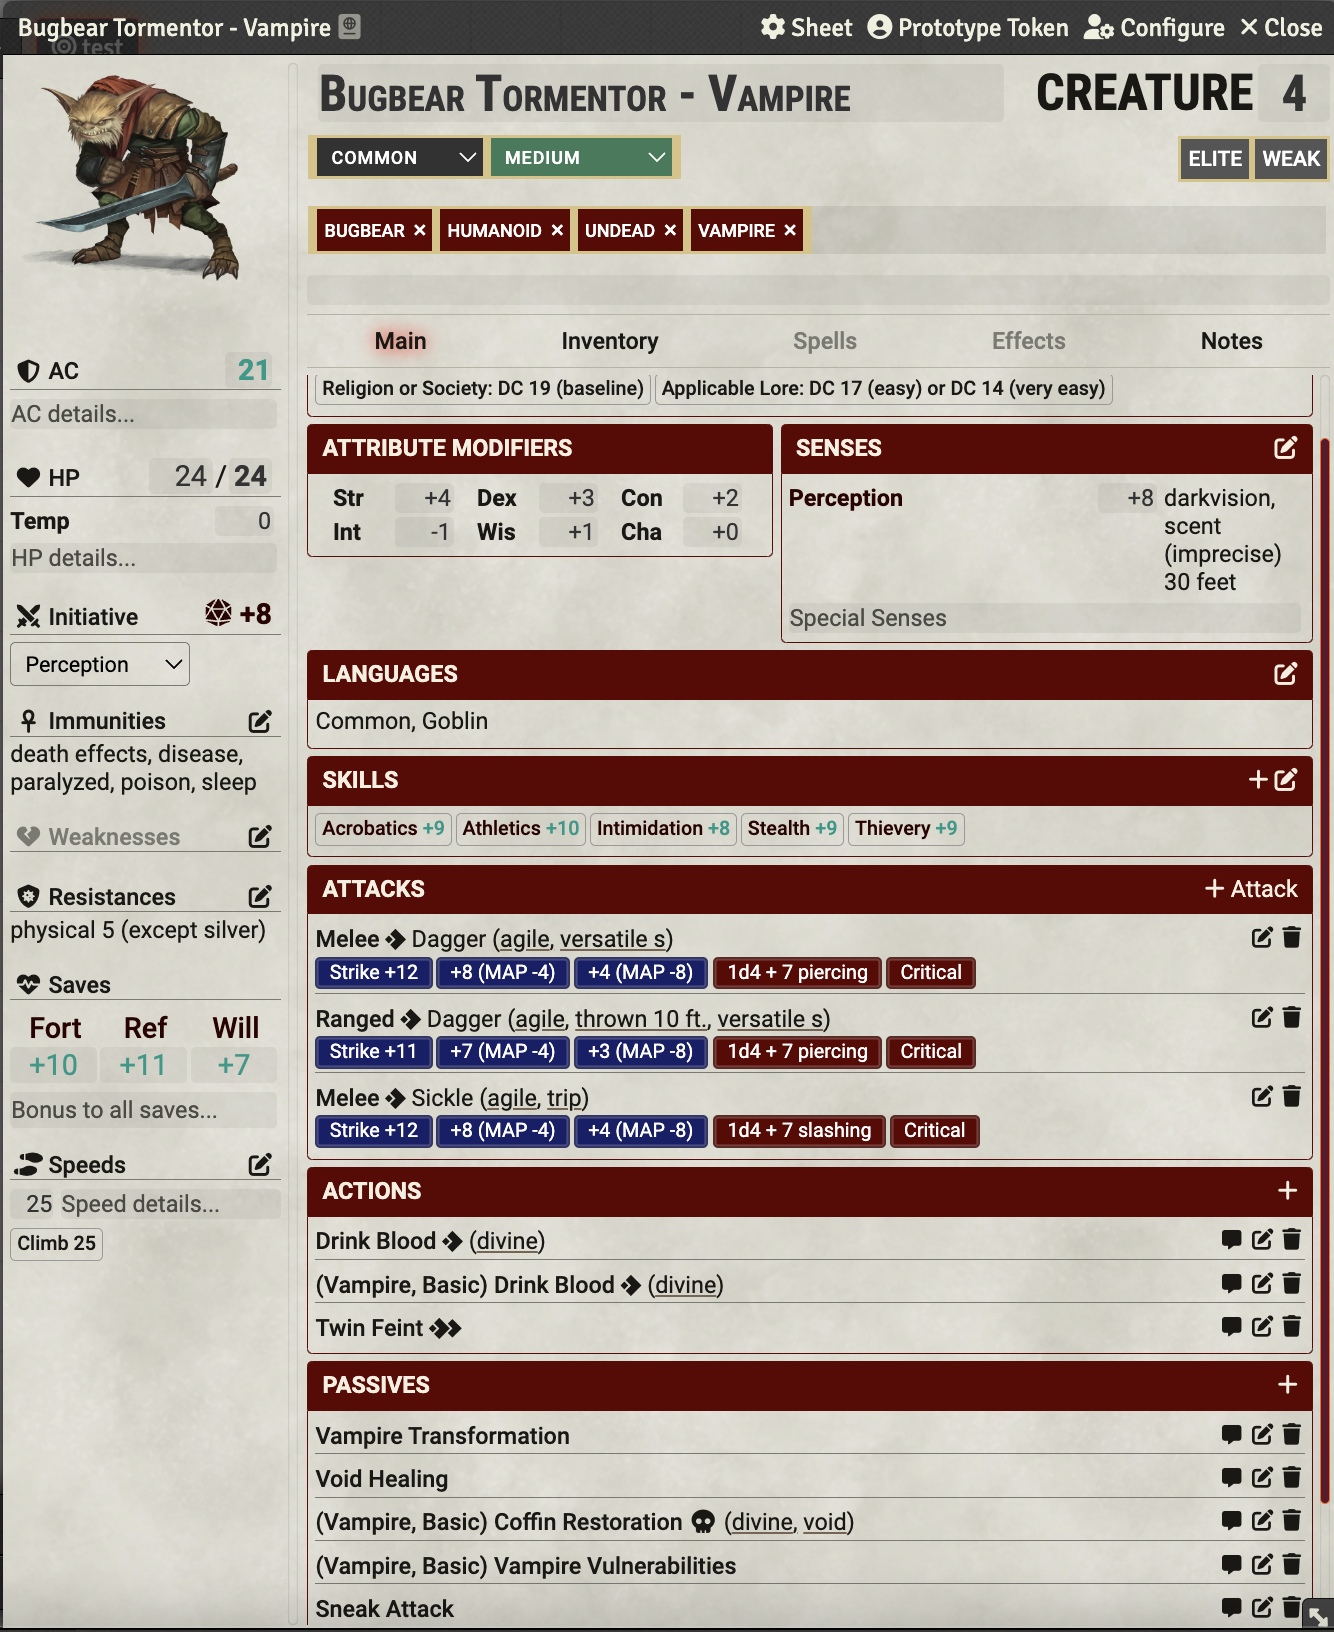 Bugbear Tormentor - Vampire
Sheet Prototype Token Configure Close
test
Bugbear Tormentor - Vampire
CREATURE 4
COMMON MEDIUM
ELITE WEAK
BUGBEAR × HUMANOID × UNDEAD × VAMPIRE ×
Main Inventory Spells Effects Notes
AC 21
AC details...
HP 24 / 24
Temp 0
HP details...
Initiative +8
Perception
Immunities
death effects, disease,
paralyzed, poison, sleep
Weaknesses
Resistances
physical 5 (except silver)
Saves
Fort Ref Will
+10 +11 +7
Bonus to all saves...
Speeds
25 Speed details...
Climb 25
Religion or Society: DC 19 (baseline) Applicable Lore: DC 17 (easy) or DC 14 (very easy)
ATTRIBUTE MODIFIERS
Str +4 Dex +3 Con +2
Int -1 Wis +1 Cha +0
SENSES
Perception +8 darkvision,
scent
(imprecise)
30 feet
Special Senses
LANGUAGES
Common, Goblin
SKILLS
Acrobatics +9 Athletics +10 Intimidation +8 Stealth +9 Thievery +9
ATTACKS + Attack
Melee Dagger (agile, versatile s)
Strike +12 +8 (MAP -4) +4 (MAP -8) 1d4 + 7 piercing Critical
Ranged Dagger (agile, thrown 10 ft., versatile s)
Strike +11 +7 (MAP -4) +3 (MAP -8) 1d4 + 7 piercing Critical
Melee Sickle (agile, trip)
Strike +12 +8 (MAP -4) +4 (MAP -8) 1d4 + 7 slashing Critical
ACTIONS
Drink Blood (divine)
(Vampire, Basic) Drink Blood (divine)
Twin Feint
PASSIVES
Vampire Transformation
Void Healing
(Vampire, Basic) Coffin Restoration (divine, void)
(Vampire, Basic) Vampire Vulnerabilities
Sneak Attack